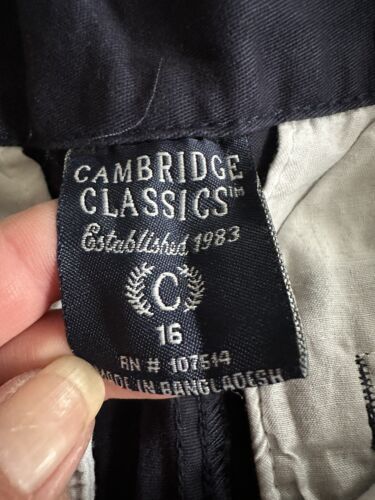 CAMBRIDGE
CLASSICS™
Established 1983
C
16
RN # 107514
MADE IN BANGLADESH